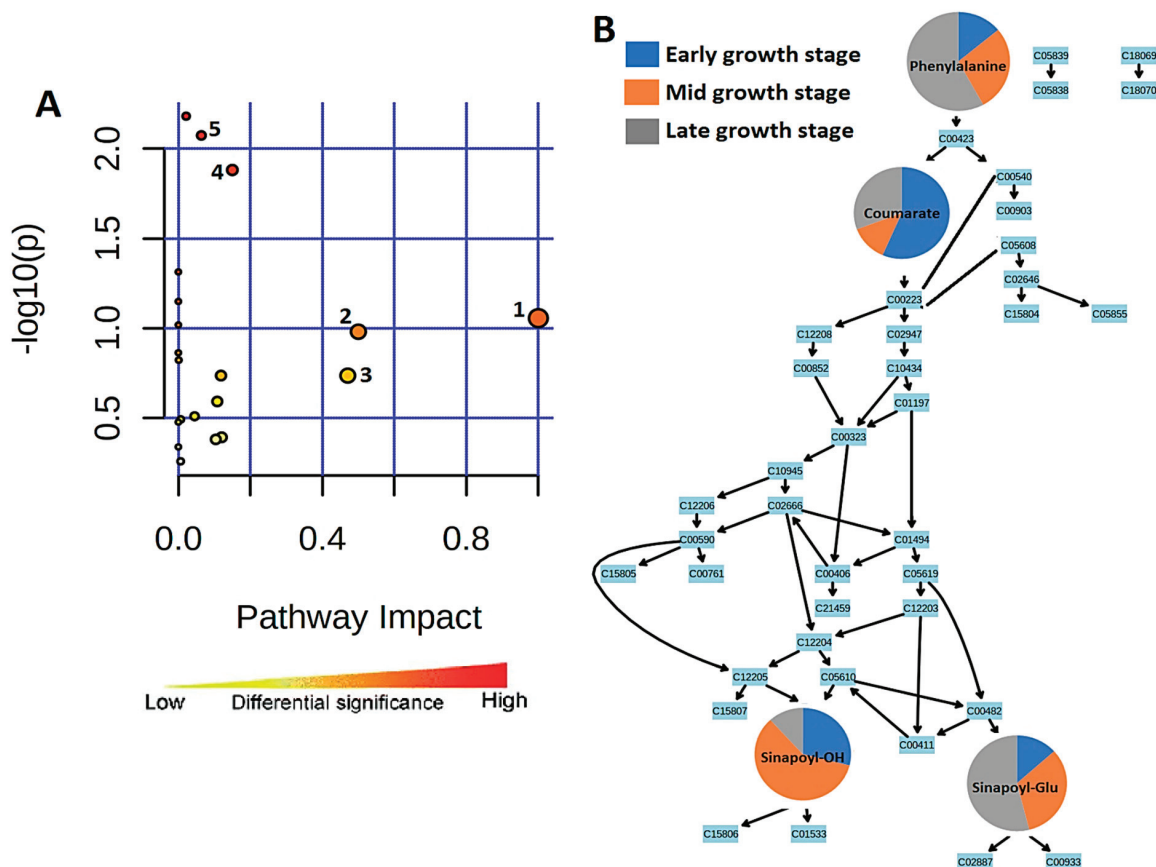 A
-log10(p)
2.0
1.5
1.0
0.5
5
4
1
2
3
0.0 0.4 0.8
Pathway Impact
Low Differential significance High
B
Early growth stage
Mid growth stage
Late growth stage
Phenylalanine
C05839
C18069
C05838
C18070
C00423
C00540
Coumarate
C00903
C05608
C02646
C00223
C15804
C05855
C12208
C02947
C00852
C10434
C01197
C00323
C10945
C12206
C02666
C00590
C01494
C15805
C00761
C00406
C05619
C21459
C12203
C12204
C12205
C05610
C15807
C00482
C00411
Sinapoyl-OH
Sinapoyl-Glu
C15806
C01533
C02887
C00933